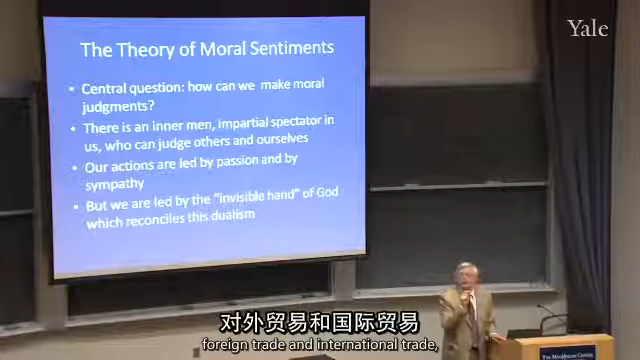 Yale
The Theory of Moral Sentiments
• Central question: how can we make moral
judgments?
• There is an inner men, impartial spectator in
us, who can judge others and ourselves
• Our actions are led by passion and by
sympathy
• But we are led by the "invisible hand" of God
which reconciles this dualism
对外贸易和国际贸易
foreign trade and international trade,
THE MACMILLAN CENTER